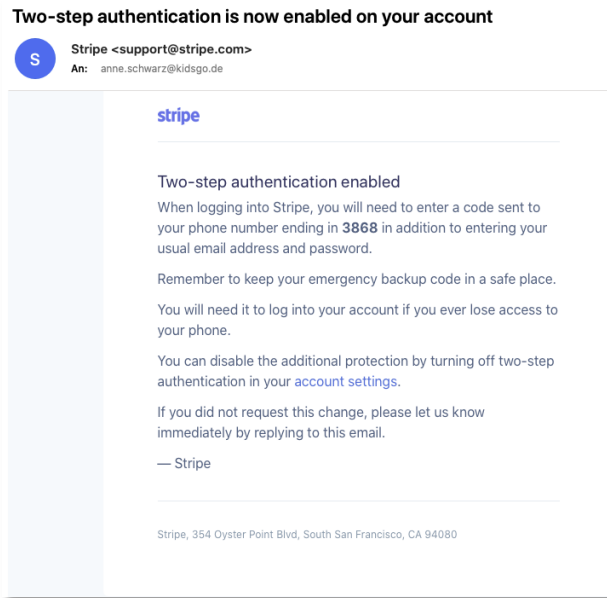 Two-step authentication is now enabled on your account
S
Stripe <support@stripe.com>
An: anne.schwarz@kidsgo.de
stripe
Two-step authentication enabled
When logging into Stripe, you will need to enter a code sent to
your phone number ending in 3868 in addition to entering your
usual email address and password.
Remember to keep your emergency backup code in a safe place.
You will need it to log into your account if you ever lose access to
your phone.
You can disable the additional protection by turning off two-step
authentication in your account settings.
If you did not request this change, please let us know
immediately by replying to this email.
— Stripe
Stripe, 354 Oyster Point Blvd, South San Francisco, CA 94080